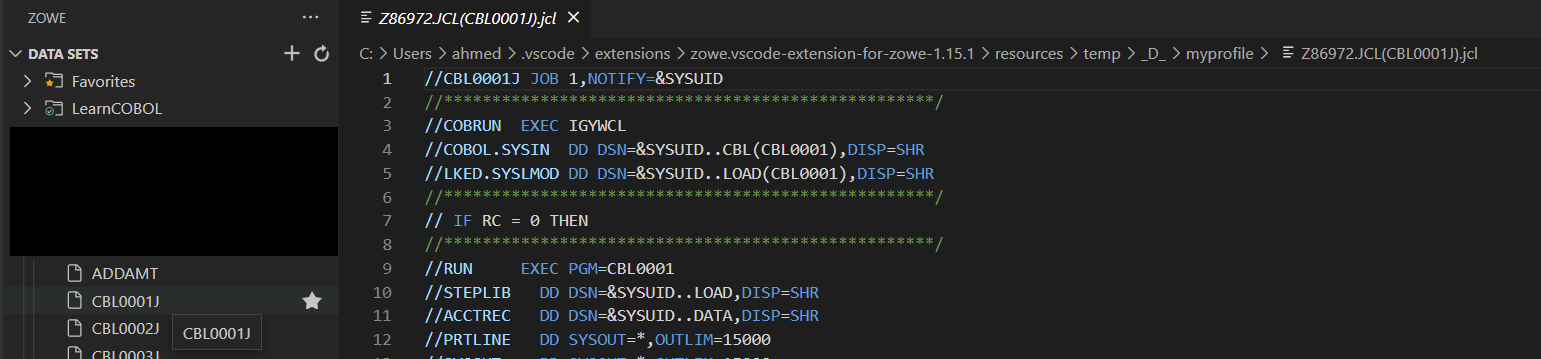 ZOWE
···
DATA SETS
Favorites
LearnCOBOL
ADDAMT
CBL0001J
CBL0002J
CBL0001J
CBL0003J
Z86972.JCL(CBL0001J).jcl
C: > Users > ahmed > .vscode > extensions > zowe.vscode-extension-for-zowe-1.15.1 > resources > temp > _D_ > myprofile > Z86972.JCL(CBL0001J).jcl
1 //CBL0001J JOB 1,NOTIFY=&SYSUID
2 //***************************************************/
3 //COBRUN  EXEC IGYWCL
4 //COBOL.SYSIN  DD DSN=&SYSUID..CBL(CBL0001),DISP=SHR
5 //LKED.SYSLMOD DD DSN=&SYSUID..LOAD(CBL0001),DISP=SHR
6 //***************************************************/
7 // IF RC = 0 THEN
8 //***************************************************/
9 //RUN     EXEC PGM=CBL0001
10 //STEPLIB   DD DSN=&SYSUID..LOAD,DISP=SHR
11 //ACCTREC   DD DSN=&SYSUID..DATA,DISP=SHR
12 //PRTLINE   DD SYSOUT=*,OUTLIM=15000